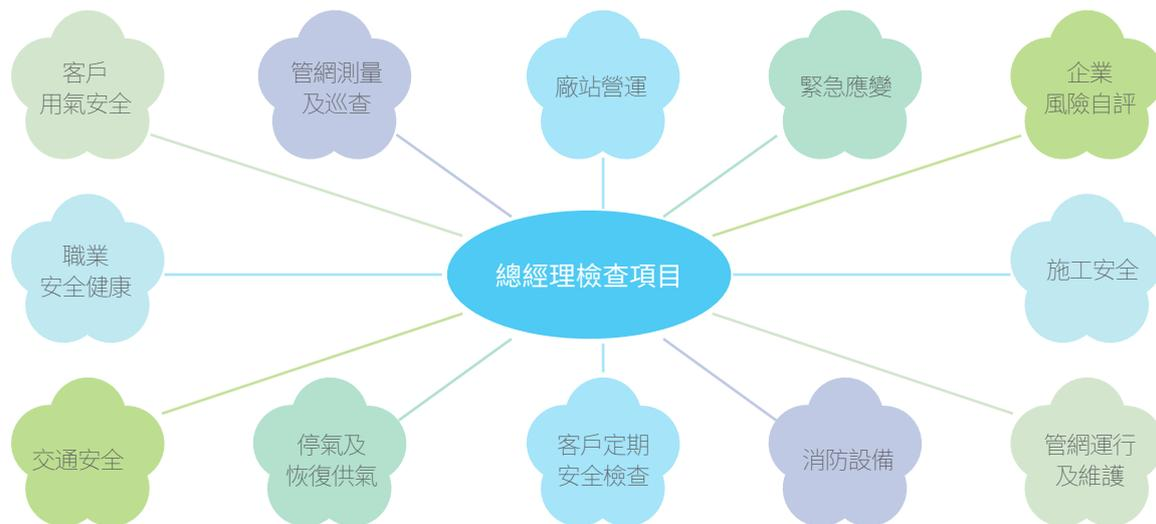 客戶
用氣安全
管網測量
及巡查
廠站營運
緊急應變
企業
風險自評
職業
安全健康
總經理檢查項目
施工安全
交通安全
停氣及
恢復供氣
客戶定期
安全檢查
消防設備
管網運行
及維護